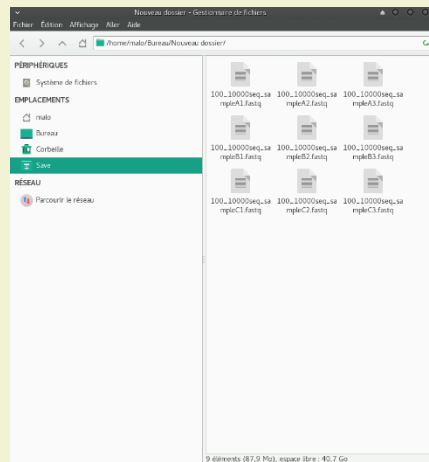 Nouveau dossier - Gestionnaire de fichiers
Fichier Édition Affichage Aller Aide
/home/malo/Bureau/Nouveau dossier/
PÉRIPHÉRIQUES
Système de fichiers
EMPLACEMENTS
malo
Bureau
Corbeille
Save
RÉSEAU
Parcourir le réseau
100_10000seq_sa 100_10000seq_sa 100_10000seq_sa
mpleA1.fastq mpleA2.fastq mpleA3.fastq
100_10000seq_sa 100_10000seq_sa 100_10000seq_sa
mpleB1.fastq mpleB2.fastq mpleB3.fastq
100_10000seq_sa 100_10000seq_sa 100_10000seq_sa
mpleC1.fastq mpleC2.fastq mpleC3.fastq
9 éléments (87,9 Mo), espace libre : 40,7 Go